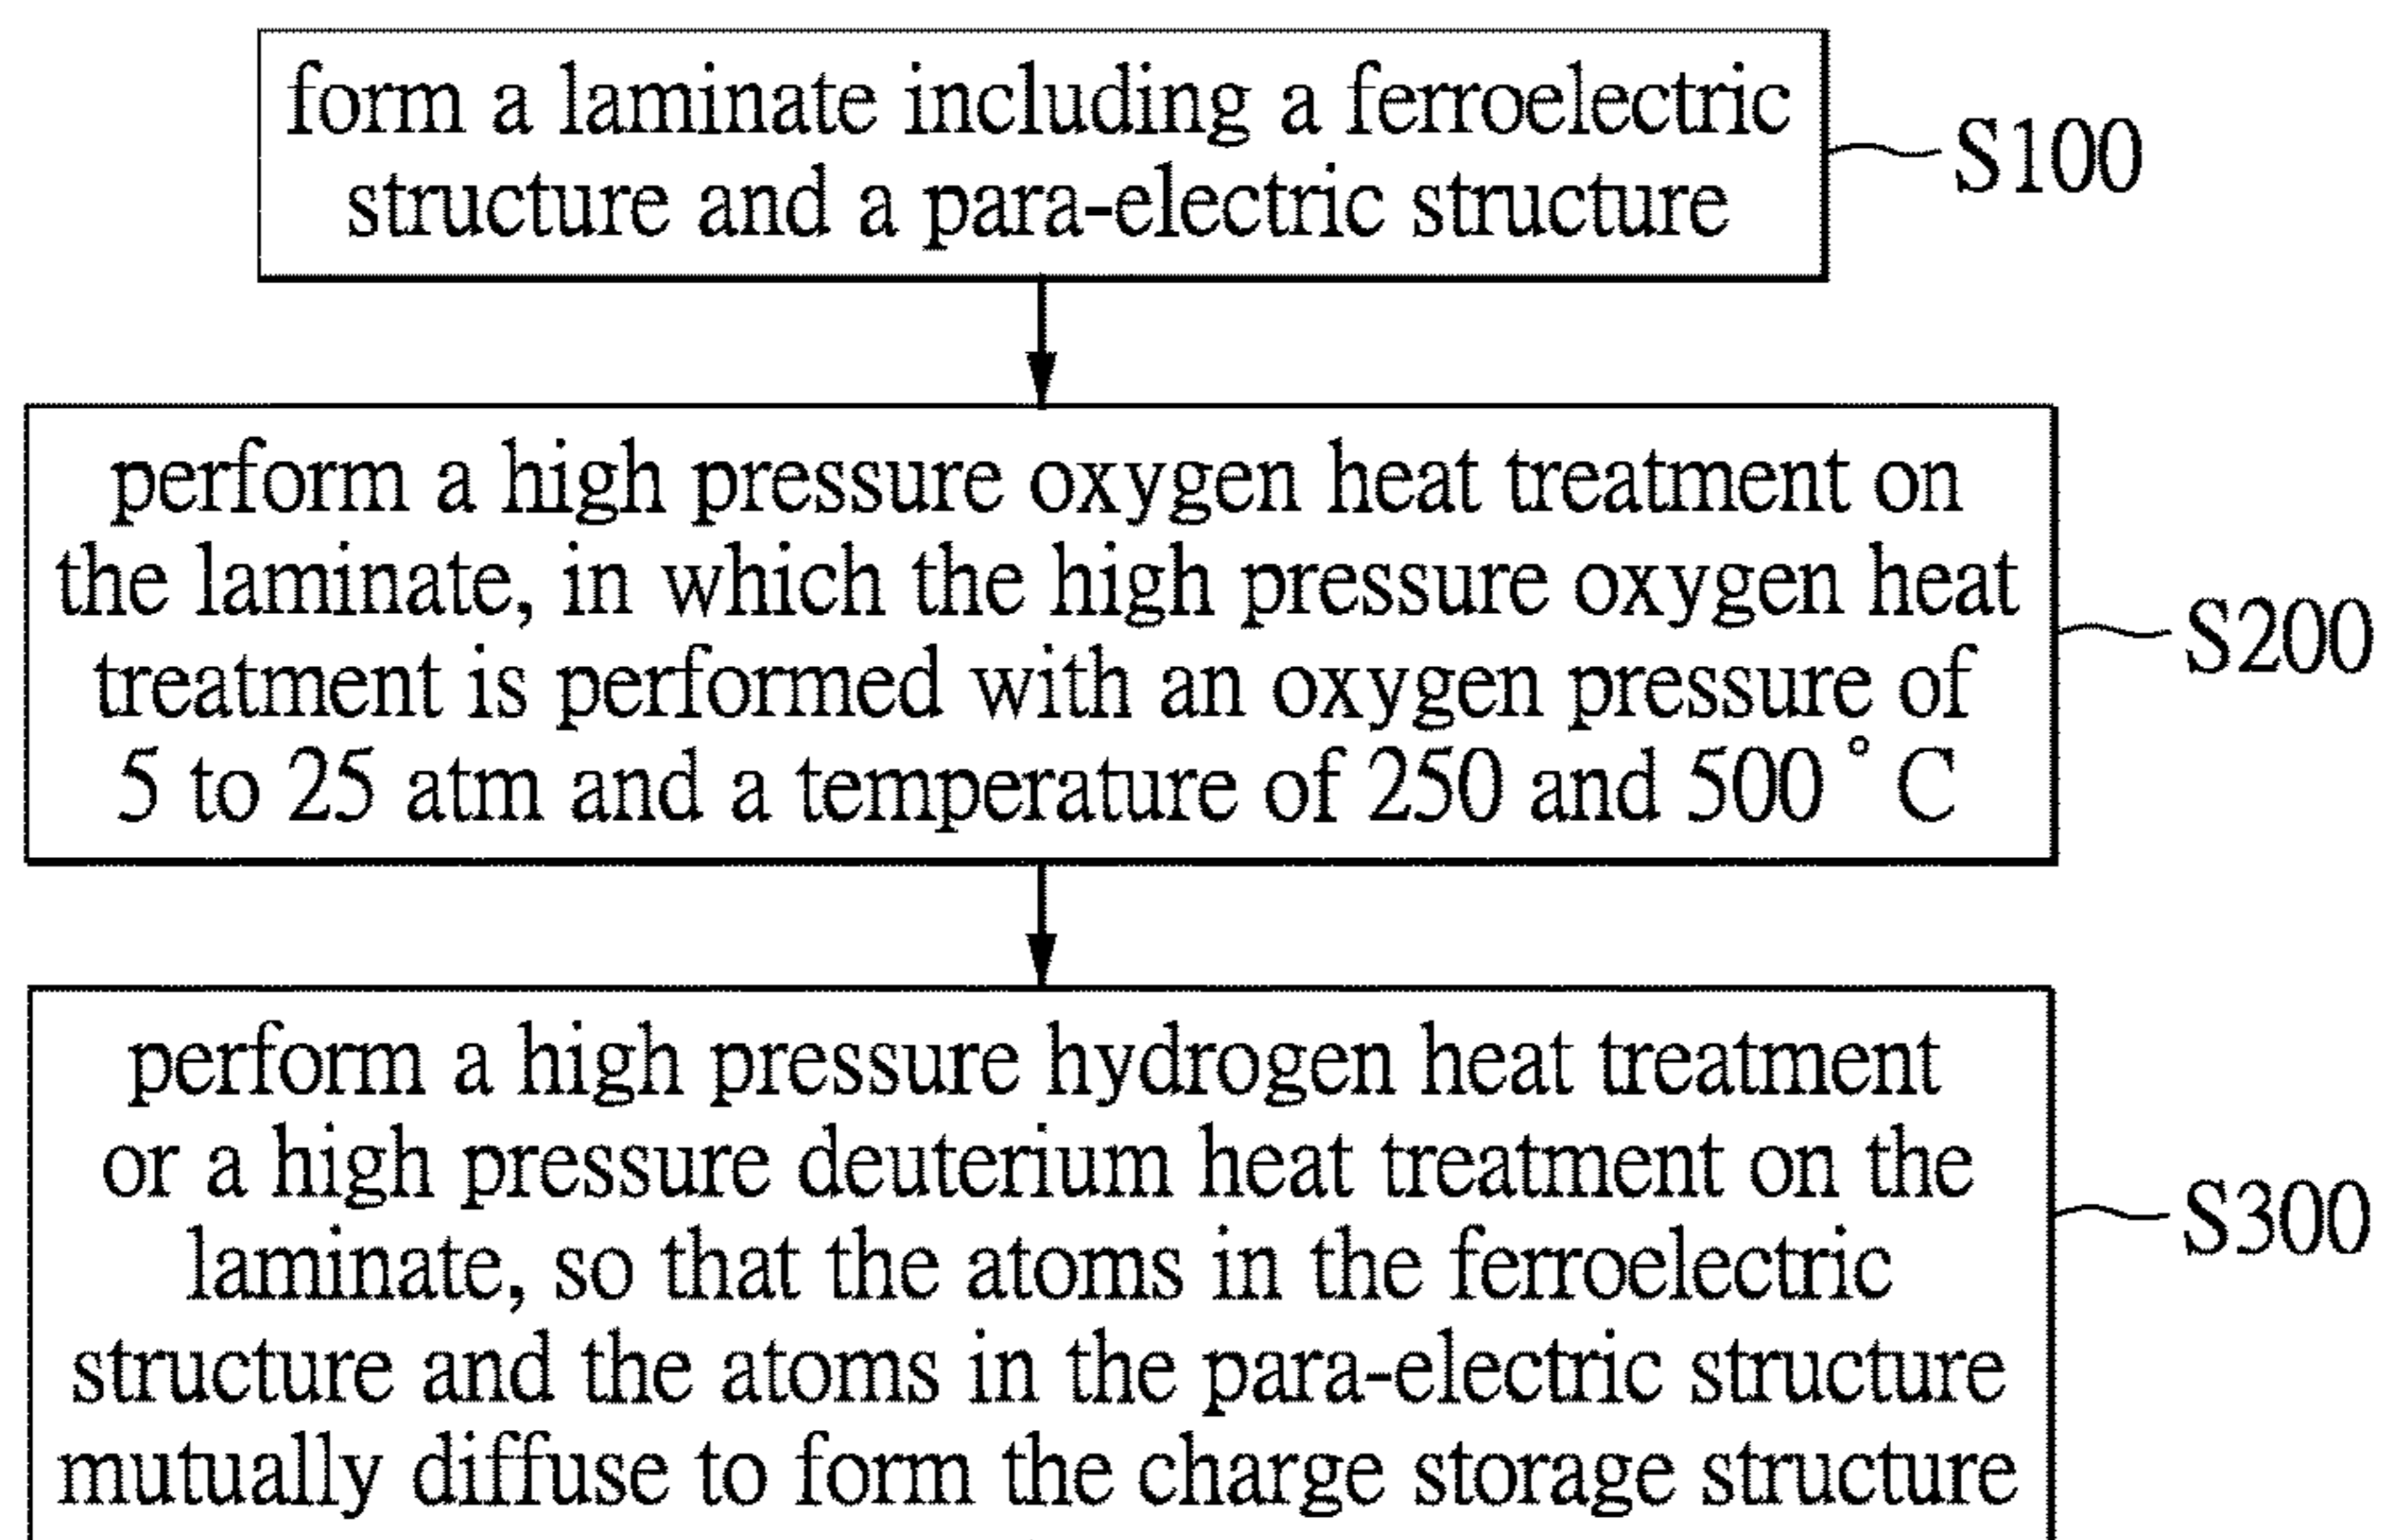 form a laminate including a ferroelectric
structure and a para-electric structure
S100
perform a high pressure oxygen heat treatment on
the laminate, in which the high pressure oxygen heat
treatment is performed with an oxygen pressure of
5 to 25 atm and a temperature of 250 and 500 ° C
S200
perform a high pressure hydrogen heat treatment
or a high pressure deuterium heat treatment on the
laminate, so that the atoms in the ferroelectric
structure and the atoms in the para-electric structure
mutually diffuse to form the charge storage structure
S300